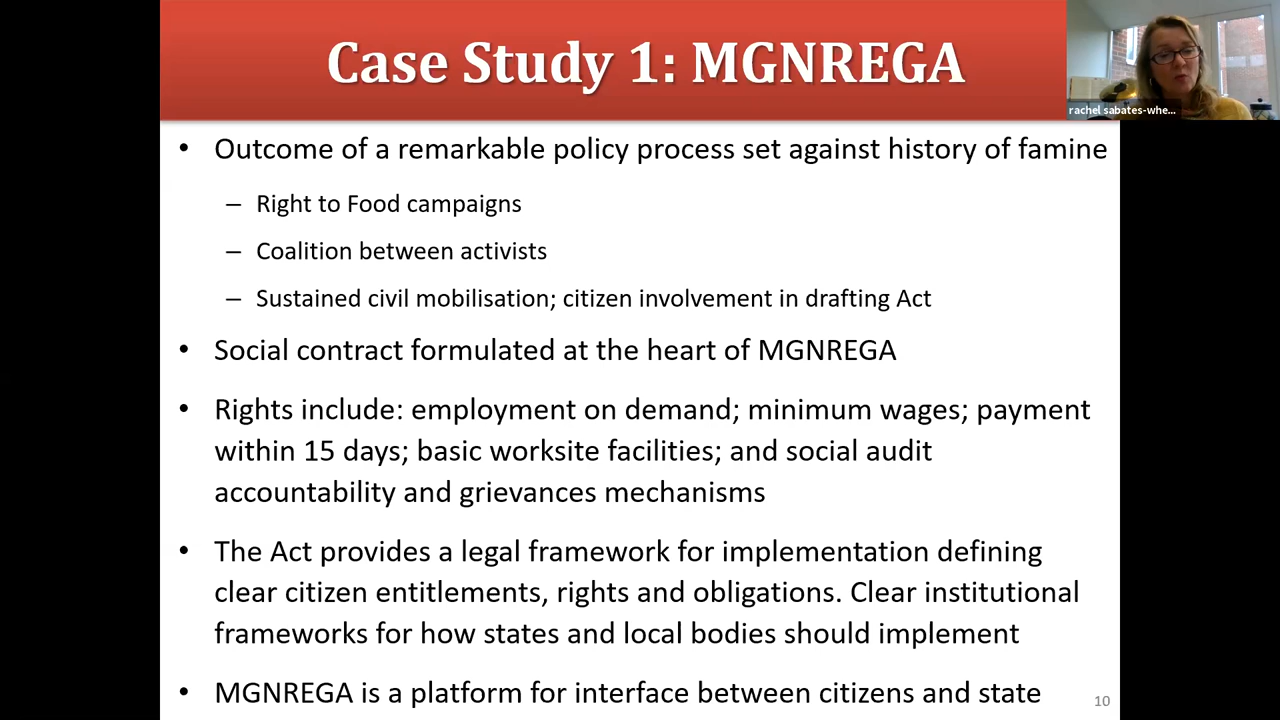 Case Study 1: MGNREGA
rachel sabates-whe...
• Outcome of a remarkable policy process set against history of famine
– Right to Food campaigns
– Coalition between activists
– Sustained civil mobilisation; citizen involvement in drafting Act
• Social contract formulated at the heart of MGNREGA
• Rights include: employment on demand; minimum wages; payment
within 15 days; basic worksite facilities; and social audit
accountability and grievances mechanisms
• The Act provides a legal framework for implementation defining
clear citizen entitlements, rights and obligations. Clear institutional
frameworks for how states and local bodies should implement
• MGNREGA is a platform for interface between citizens and state
10